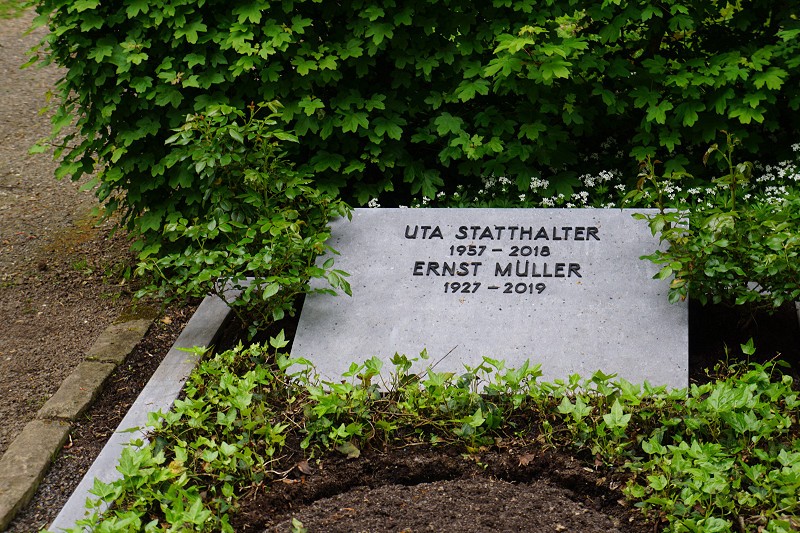 UTA STATTHALTER
1957 – 2018
ERNST MÜLLER
1927 – 2019